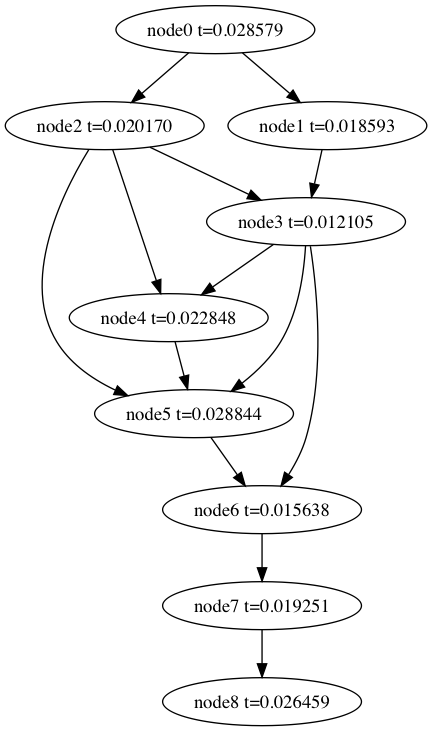 node0 t=0.028579
node2 t=0.020170
node1 t=0.018593
node3 t=0.012105
node4 t=0.022848
node5 t=0.028844
node6 t=0.015638
node7 t=0.019251
node8 t=0.026459